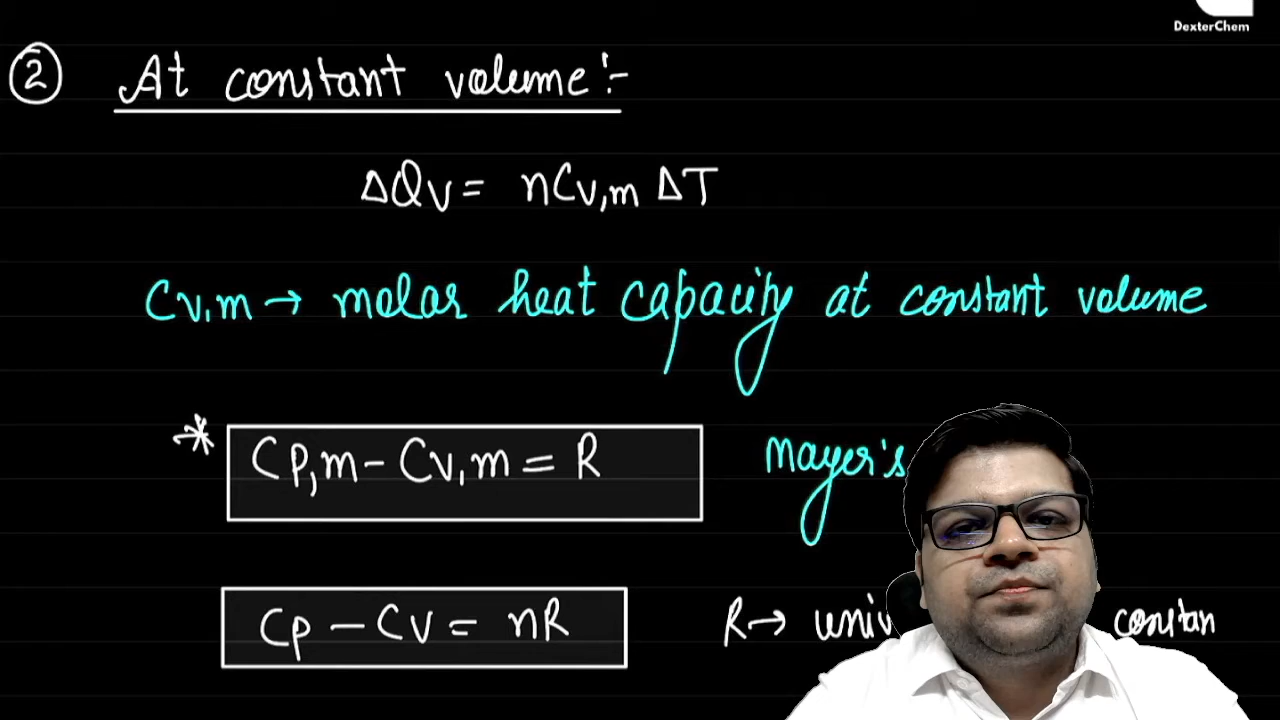 DexterChem
② At constant volume :-
ΔQv = nCv,m ΔT
Cv,m → molar heat capacity at constant volume
* Cp,m - Cv,m = R Mayer's
Cp - Cv = nR R → constan